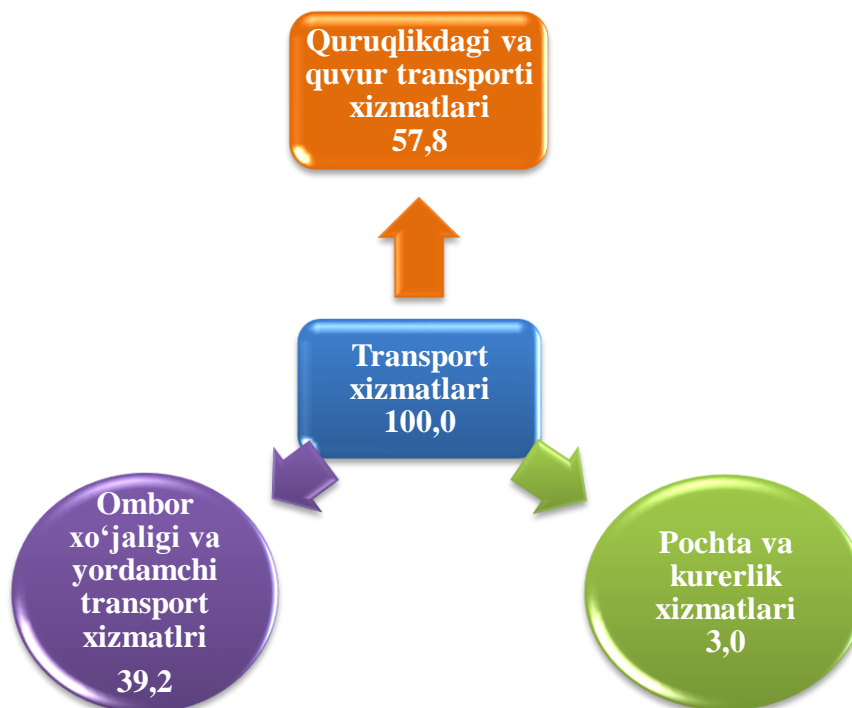 Quruqlikdagi va
quvur transporti
xizmatlari
57,8
Transport
xizmatlari
100,0
Ombor
xo‘jaligi va
yordamchi
transport
xizmatlri
39,2
Pochta va
kurerlik
xizmatlari
3,0